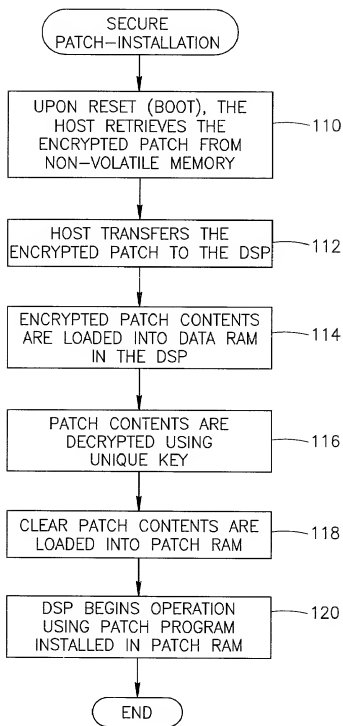 SECURE
PATCH-INSTALLATION
UPON RESET (BOOT), THE
HOST RETRIEVES THE
ENCRYPTED PATCH FROM
NON-VOLATILE MEMORY
110
HOST TRANSFERS THE
ENCRYPTED PATCH TO THE DSP
112
ENCRYPTED PATCH CONTENTS
ARE LOADED INTO DATA RAM
IN THE DSP
114
PATCH CONTENTS ARE
DECRYPTED USING
UNIQUE KEY
116
CLEAR PATCH CONTENTS ARE
LOADED INTO PATCH RAM
118
DSP BEGINS OPERATION
USING PATCH PROGRAM
INSTALLED IN PATCH RAM
120
END